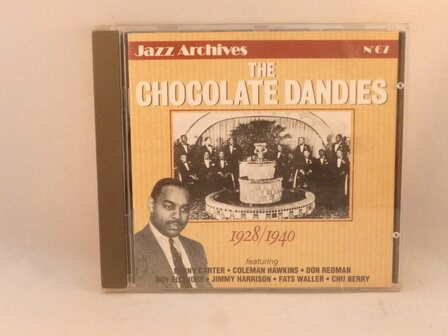 Jazz Archives N°67
THE
CHOCOLATE DANDIES
1928/1940
featuring
BENNY CARTER • COLEMAN HAWKINS • DON REDMAN
ROY ELDRIDGE • JIMMY HARRISON • FATS WALLER • CHU BERRY